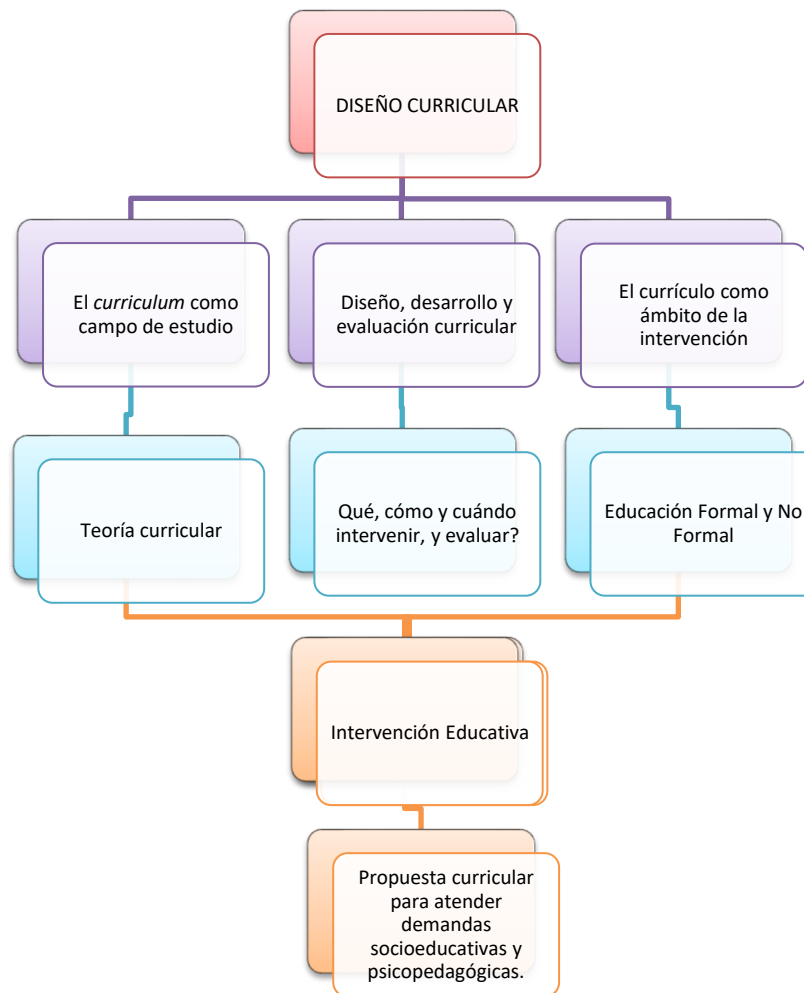 DISEÑO CURRICULAR
El curriculum como
campo de estudio
Diseño, desarrollo y
evaluación curricular
El currículo como
ámbito de la
intervención
Teoría curricular
Qué, cómo y cuándo
intervenir, y evaluar?
Educación Formal y No
Formal
Intervención Educativa
Propuesta curricular
para atender
demandas
socioeducativas y
psicopedagógicas.